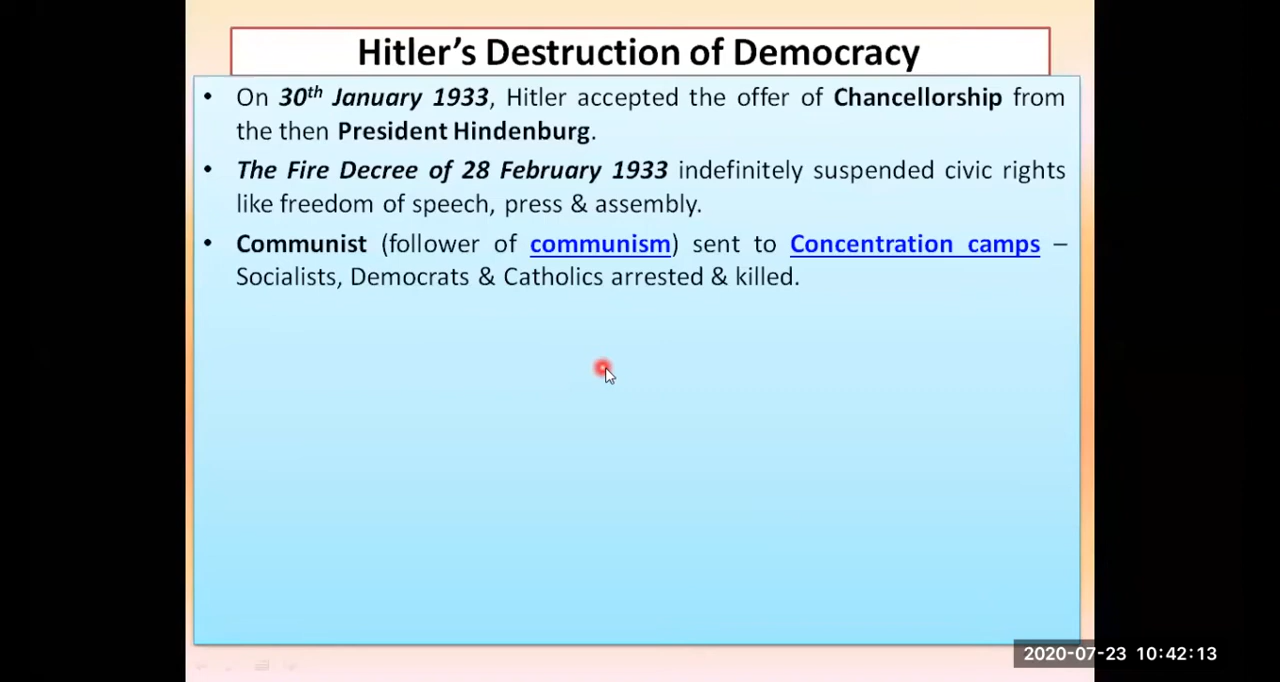 Hitler’s Destruction of Democracy
• On 30th January 1933, Hitler accepted the offer of Chancellorship from
the then President Hindenburg.
• The Fire Decree of 28 February 1933 indefinitely suspended civic rights
like freedom of speech, press & assembly.
• Communist (follower of communism) sent to Concentration camps –
Socialists, Democrats & Catholics arrested & killed.
2020-07-23 10:42:13